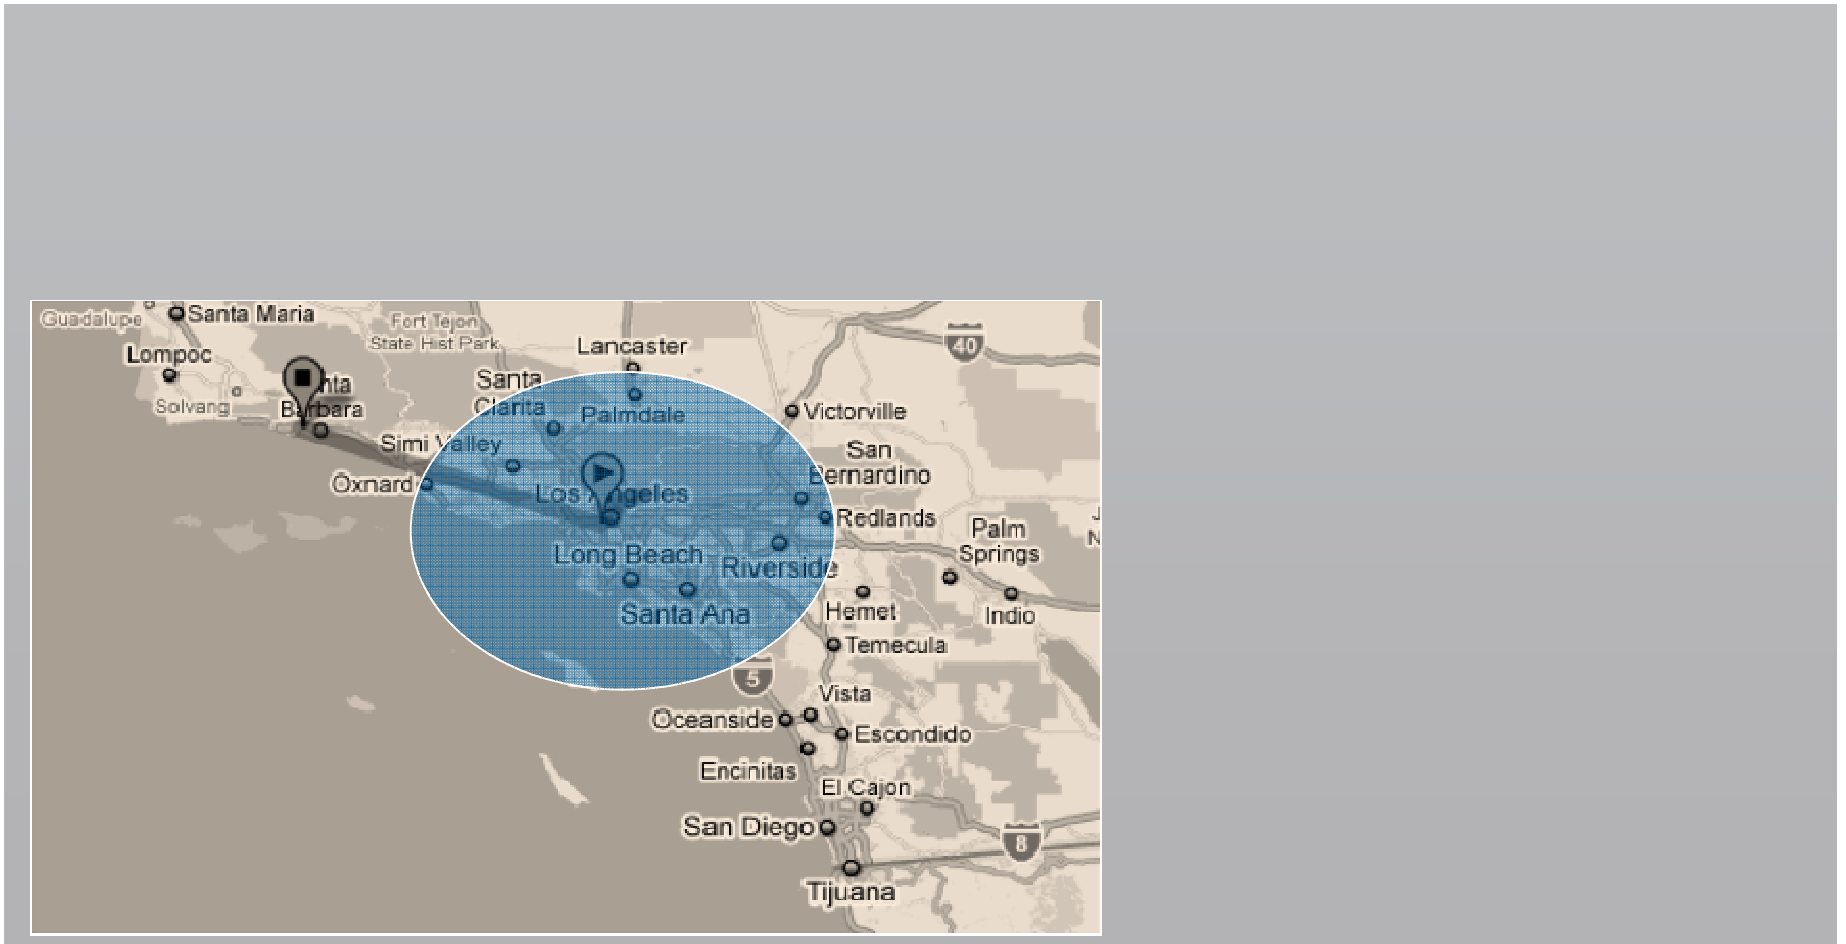 Guadalupe
Santa Maria
Fort Tejon
State Hist Park
Lancaster
40
Lompoc
Santa
Clarita
Palmdale
Solvang
Barbara
Victorville
Simi Valley
San
Bernardino
Oxnard
Los Angeles
Redlands
Palm
Springs
Long Beach
Riverside
Hemet
Indio
Santa Ana
Temecula
5
Vista
Oceanside
Escondido
Encinitas
El Cajon
San Diego
8
Tijuana